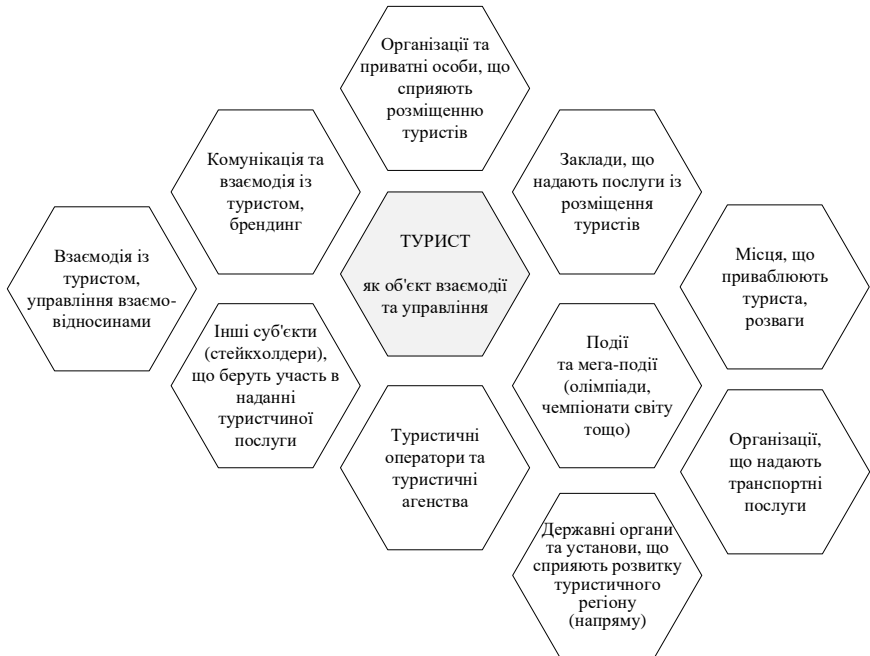 Організації та
приватні особи, що
сприяють
розміщенню
туристів
Комунікація та
взаємодія із
туристом,
брендинг
Заклади, що
надають послуги із
розміщення
туристів
ТУРИСТ
як об'єкт взаємодії
та управління
Взаємодія із
туристом,
управління взаємо-
відносинами
Місця, що
приваблюють
туриста,
розваги
Інші суб'єкти
(стейкхолдери),
що беруть участь в
наданні
туристчиної
послуги
Події
та мега-події
(олімпіади,
чемпіонати світу
тощо)
Туристичні
оператори та
туристичні
агенства
Організації,
що надають
транспортні
послуги
Державні органи
та установи, що
сприяють розвитку
туристичного
регіону
(напряму)